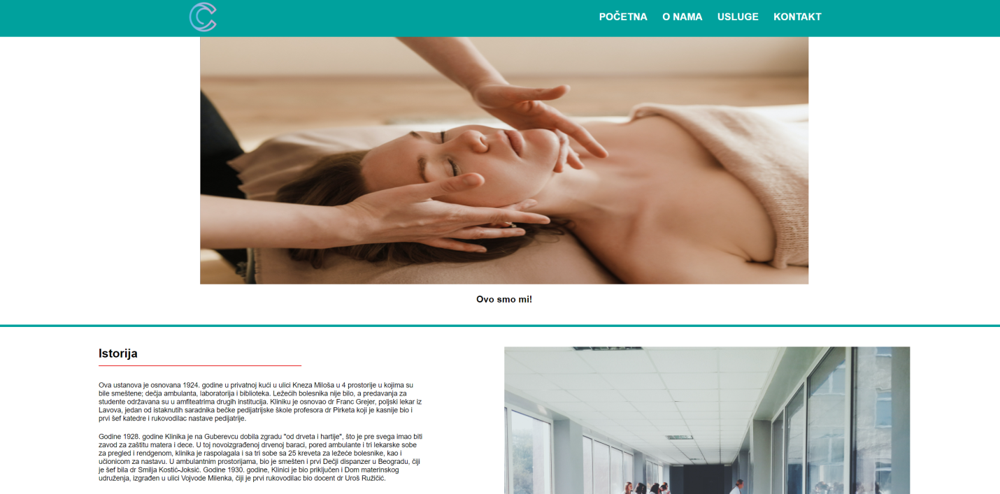 POČETNA O NAMA USLUGE KONTAKT
Ovo smo mi!
Istorija
Ova ustanova je osnovana 1924. godine u privatnoj kući u ulici Kneza Miloša u 4 prostorije u kojima su
bile smeštene; dečja ambulanta, laboratorija i biblioteka. Ležećih bolesnika nije bilo, a predavanja za
studente održavana su u amfiteatrima drugih institucija. Kliniku je osnovao dr Franc Grejer, poljski lekar iz
Lavova, jedan od istaknutih saradnika bečke pedijatrijske škole profesora dr Pirketa koji je kasnije bio i
prvi šef katedre i rukovodilac nastave pedijatrije.
Godine 1928. godine Klinika je na Guberevcu dobila zgradu "od drveta i hartije", što je pre svega imao biti
zavod za zaštitu matera i dece. U toj novoizgrađenoj drvenoj baraci, pored ambulante i tri lekarske sobe
za pregled i rendgenom, klinika je raspolagala i sa tri sobe sa 25 kreveta za ležeće bolesnike, kao i
učionicom za nastavu. U ambulantnim prostorijama, bio je smešten i prvi Dečji dispanzer u Beogradu, čiji
je šef bila dr Smilja Kostić-Joksić. Godine 1930. godine, Klinici je bio priključen i Dom materinskog
udruženja, izgrađen u ulici Vojvode Milenka, čiji je prvi rukovodilac bio docent dr Uroš Ružičić.